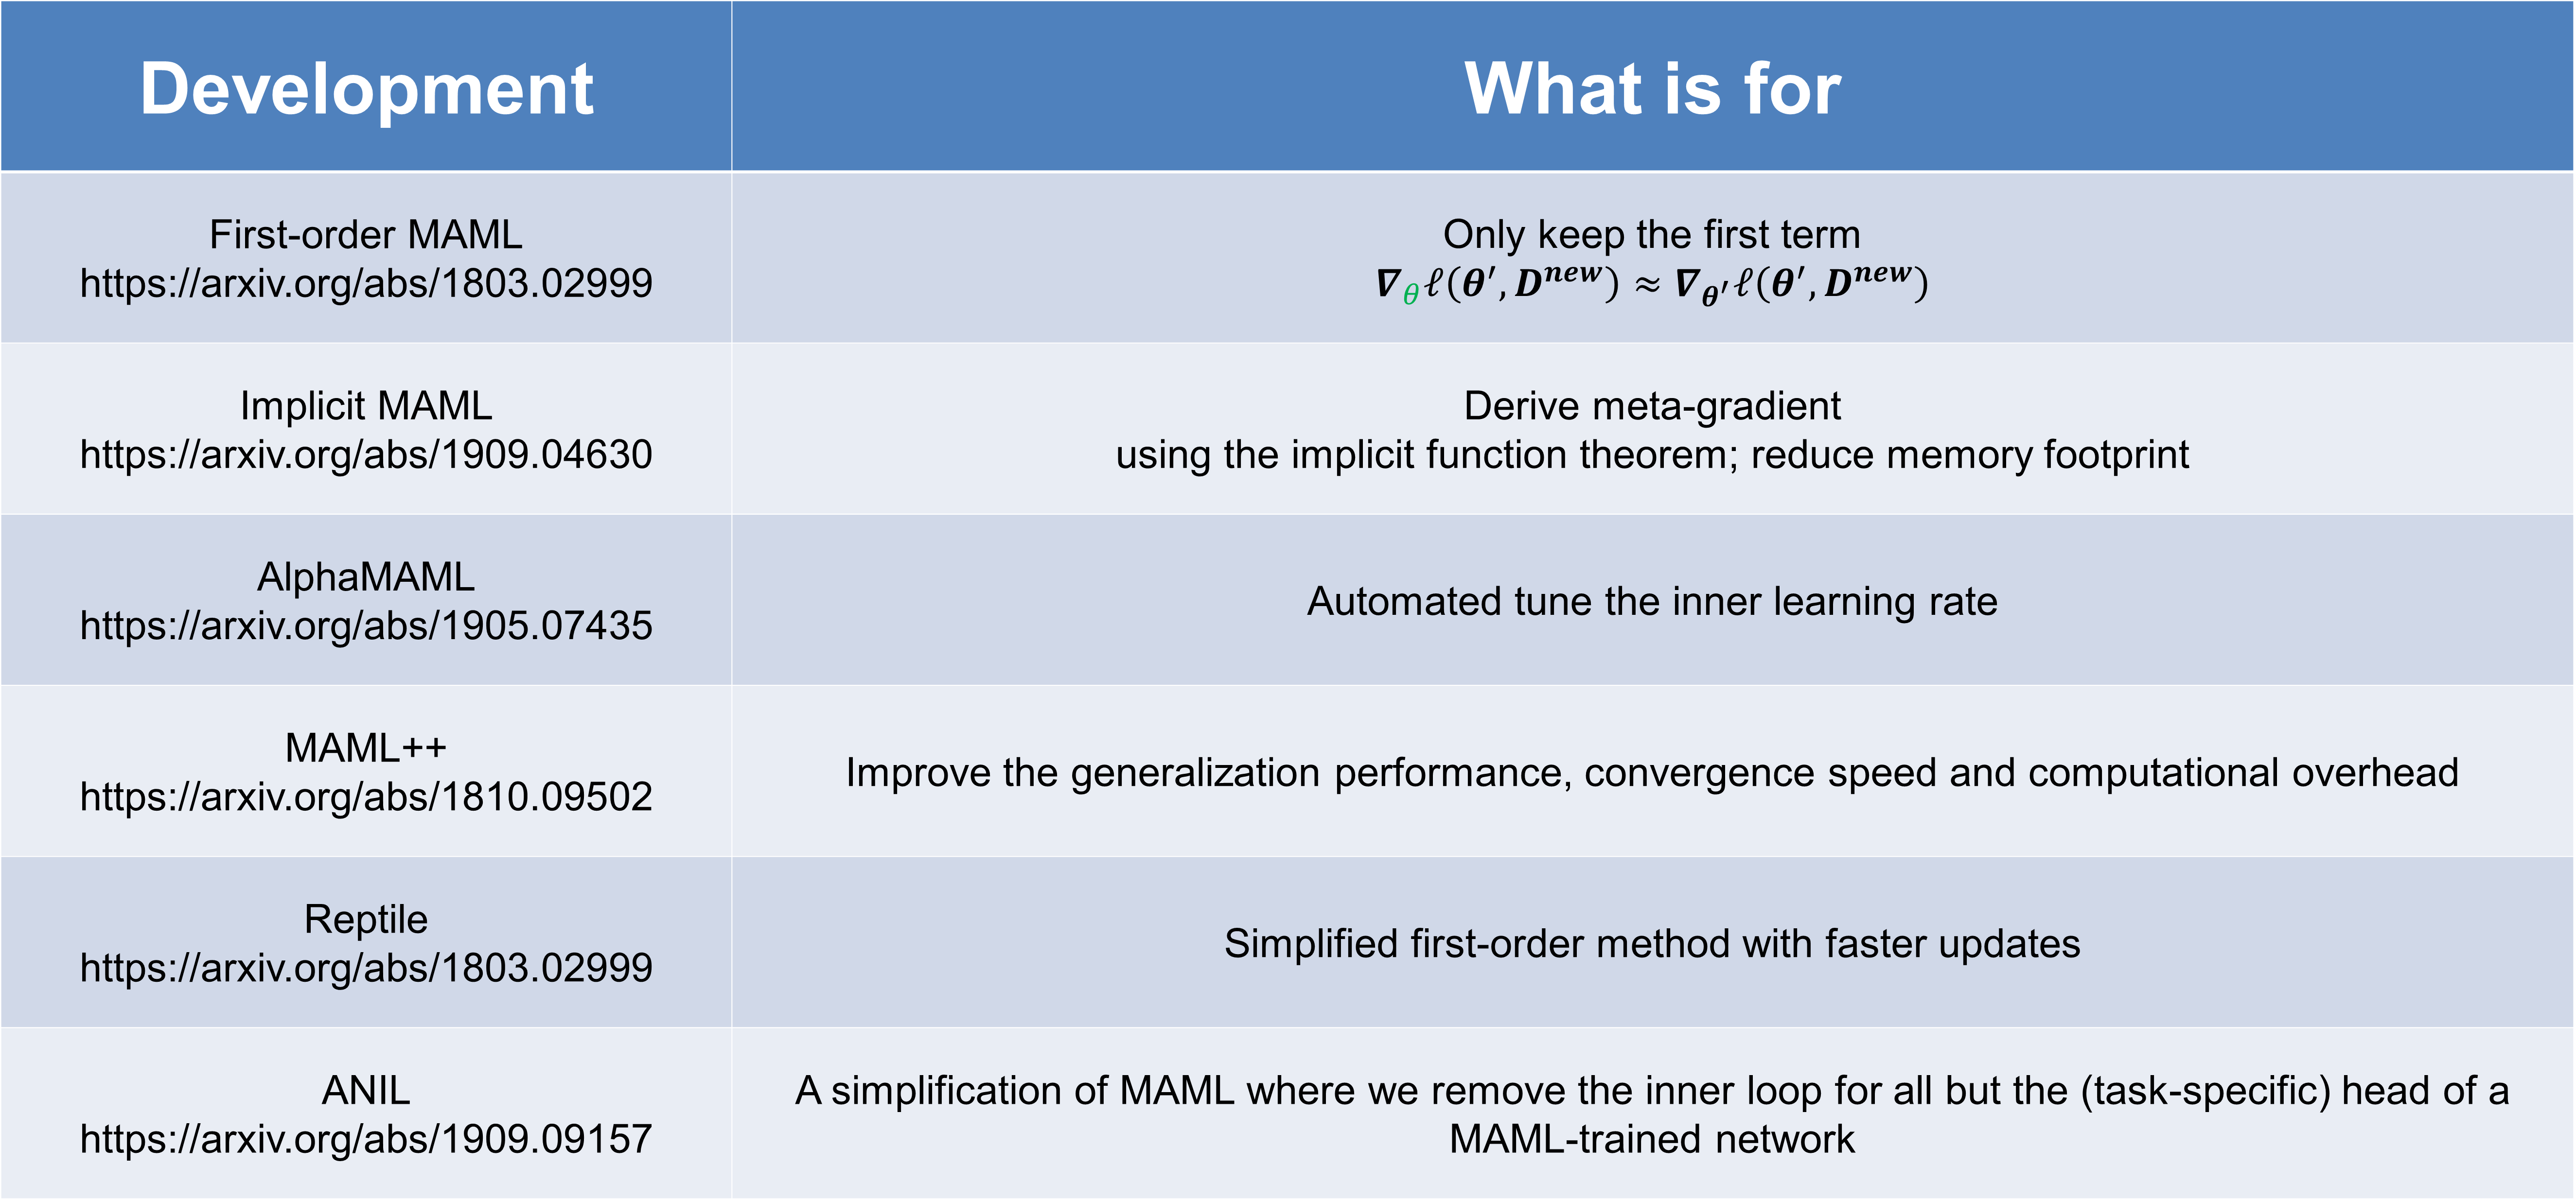 Development
What is for
First-order MAML
https://arxiv.org/abs/1803.02999
Only keep the first term
∇θℓ(θ′, Dⁿᵉʷ) ≈ ∇θ′ℓ(θ′, Dⁿᵉʷ)
Implicit MAML
https://arxiv.org/abs/1909.04630
Derive meta-gradient
using the implicit function theorem; reduce memory footprint
AlphaMAML
https://arxiv.org/abs/1905.07435
Automated tune the inner learning rate
MAML++
https://arxiv.org/abs/1810.09502
Improve the generalization performance, convergence speed and computational overhead
Reptile
https://arxiv.org/abs/1803.02999
Simplified first-order method with faster updates
ANIL
https://arxiv.org/abs/1909.09157
A simplification of MAML where we remove the inner loop for all but the (task-specific) head of a
MAML-trained network